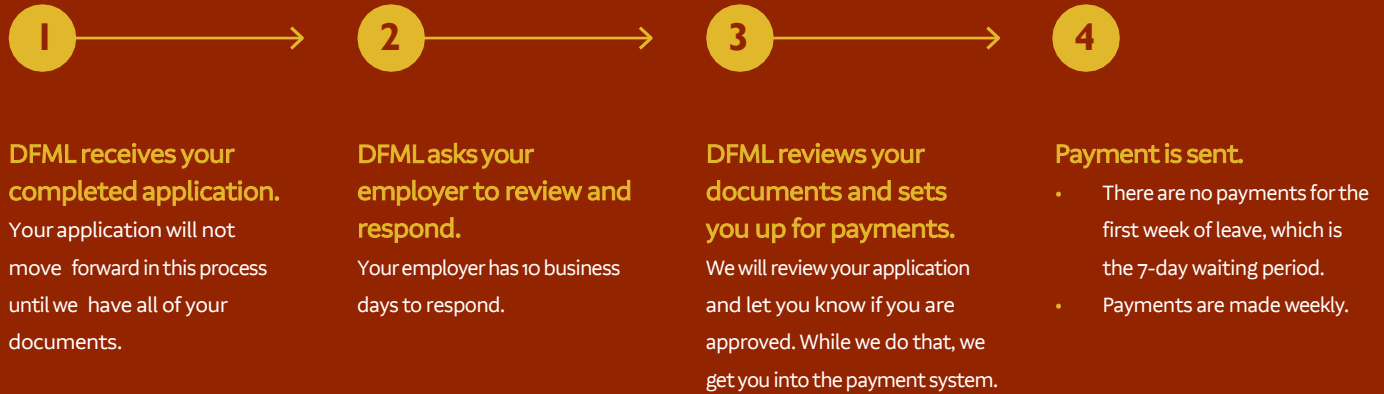 1
DFML receives your
completed application.
Your application will not
move forward in this process
until we have all of your
documents.
2
DFML asks your
employer to review and
respond.
Your employer has 10 business
days to respond.
3
DFML reviews your
documents and sets
you up for payments.
We will review your application
and let you know if you are
approved. While we do that, we
get you into the payment system.
4
Payment is sent.
• There are no payments for the
first week of leave, which is
the 7-day waiting period.
• Payments are made weekly.